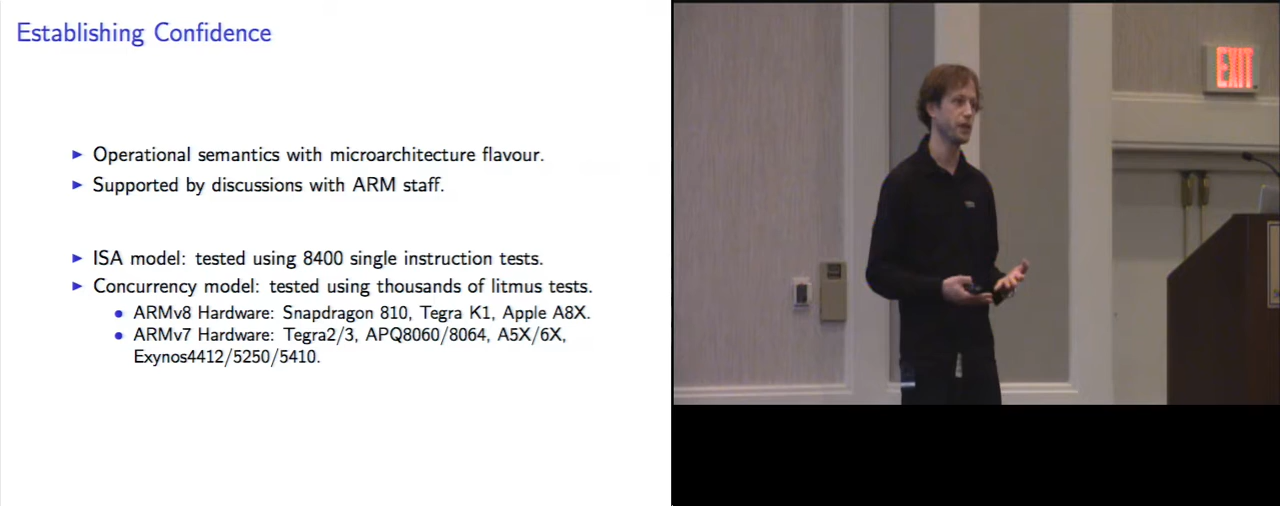 Establishing Confidence
▶ Operational semantics with microarchitecture flavour.
▶ Supported by discussions with ARM staff.
▶ ISA model: tested using 8400 single instruction tests.
▶ Concurrency model: tested using thousands of litmus tests.
● ARMv8 Hardware: Snapdragon 810, Tegra K1, Apple A8X.
● ARMv7 Hardware: Tegra2/3, APQ8060/8064, A5X/6X,
Exynos4412/5250/5410.
EXIT